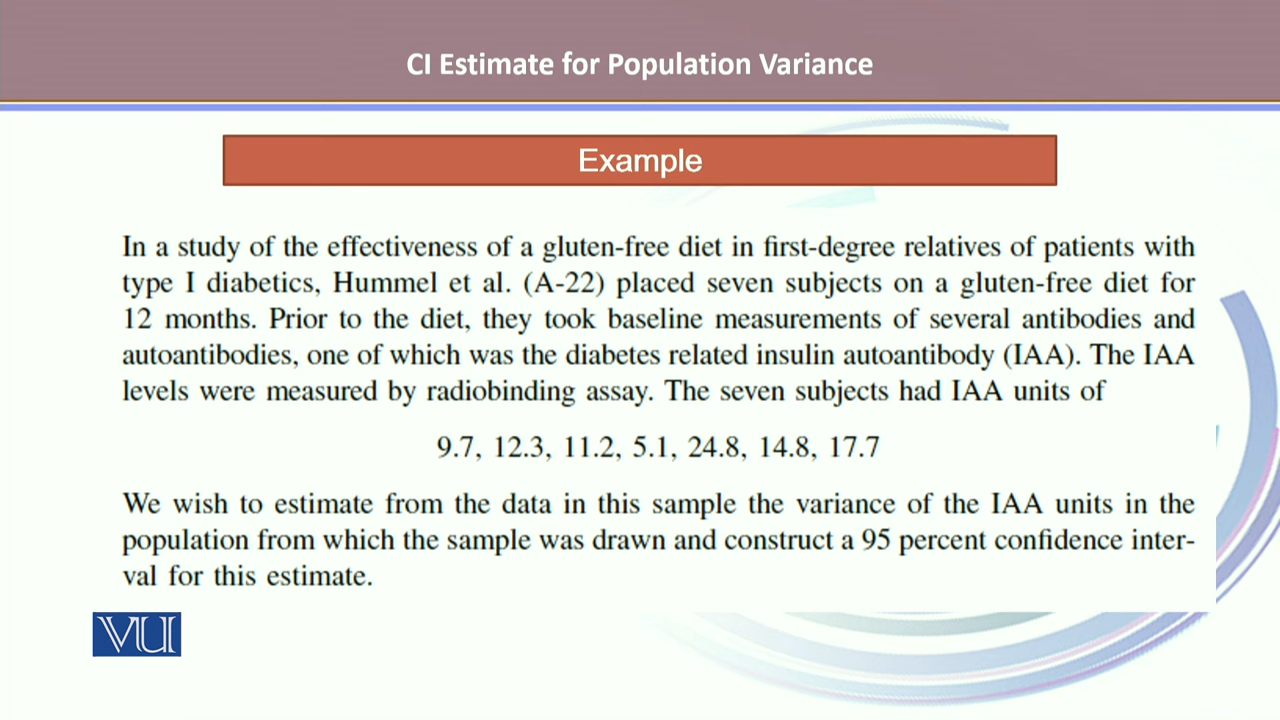 CI Estimate for Population Variance
Example
In a study of the effectiveness of a gluten-free diet in first-degree relatives of patients with
type I diabetics, Hummel et al. (A-22) placed seven subjects on a gluten-free diet for
12 months. Prior to the diet, they took baseline measurements of several antibodies and
autoantibodies, one of which was the diabetes related insulin autoantibody (IAA). The IAA
levels were measured by radiobinding assay. The seven subjects had IAA units of
9.7, 12.3, 11.2, 5.1, 24.8, 14.8, 17.7
We wish to estimate from the data in this sample the variance of the IAA units in the
population from which the sample was drawn and construct a 95 percent confidence inter-
val for this estimate.
VU